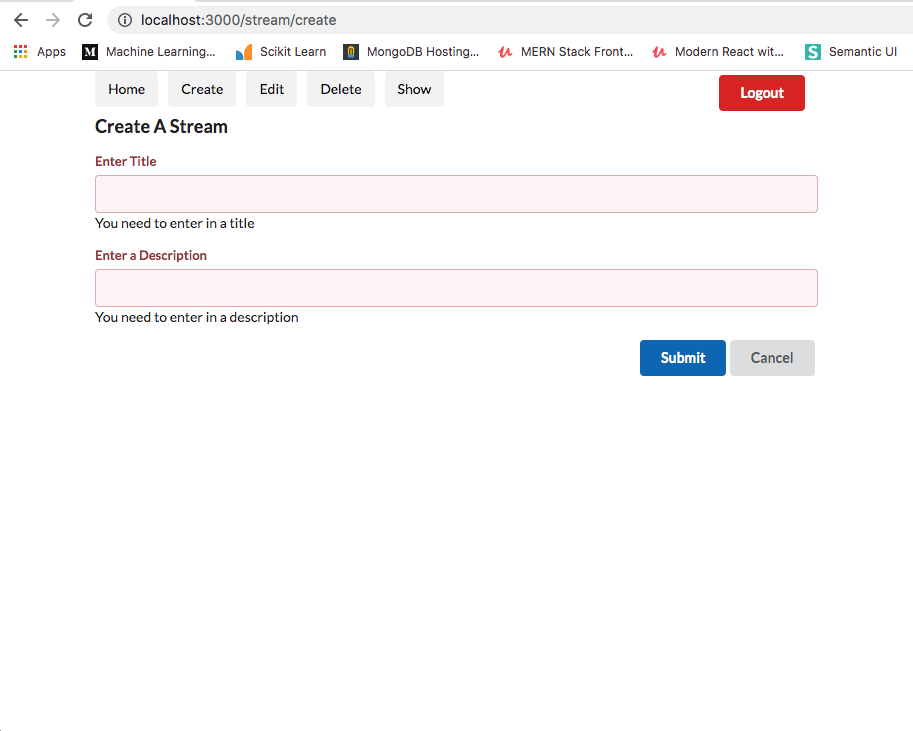 localhost:3000/stream/create
Apps M Machine Learning... Scikit Learn MongoDB Hosting... MERN Stack Front... Modern React wit... S Semantic UI
Home Create Edit Delete Show Logout
Create A Stream
Enter Title
You need to enter in a title
Enter a Description
You need to enter in a description
Submit Cancel